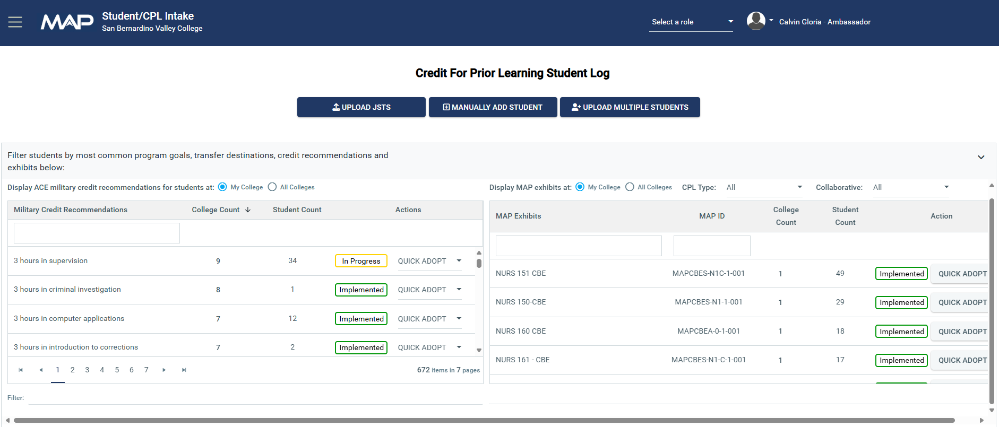 MAP
Student/CPL Intake
San Bernardino Valley College
Select a role
Calvin Gloria - Ambassador
Credit For Prior Learning Student Log
UPLOAD JSTS
MANUALLY ADD STUDENT
UPLOAD MULTIPLE STUDENTS
Filter students by most common program goals, transfer destinations, credit recommendations and
exhibits below:
Display ACE military credit recommendations for students at: My College All Colleges
Military Credit Recommendations College Count Student Count Actions
3 hours in supervision 9 34 In Progress QUICK ADOPT
3 hours in criminal investigation 8 1 Implemented QUICK ADOPT
3 hours in computer applications 7 12 Implemented QUICK ADOPT
3 hours in introduction to corrections 7 2 Implemented QUICK ADOPT
1 2 3 4 5 6 7 672 items in 7 pages
Filter:
Display MAP exhibits at: My College All Colleges CPL Type: All Collaborative: All
MAP Exhibits MAP ID College Count Student Count Action
NURS 151 CBE MAPCBES-N1C-1-001 1 49 Implemented QUICK ADOPT
NURS 150-CBE MAPCBES-N1-1-001 1 29 Implemented QUICK ADOPT
NURS 160 CBE MAPCBEA-0-1-001 1 18 Implemented QUICK ADOPT
NURS 161 - CBE MAPCBES-N1-C-1-001 1 17 Implemented QUICK ADOPT